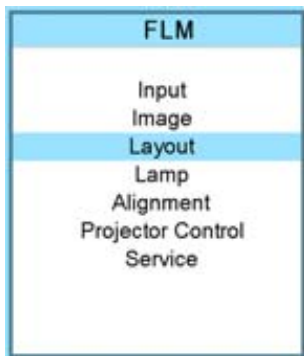 FLM
Input
Image
Layout
Lamp
Alignment
Projector Control
Service